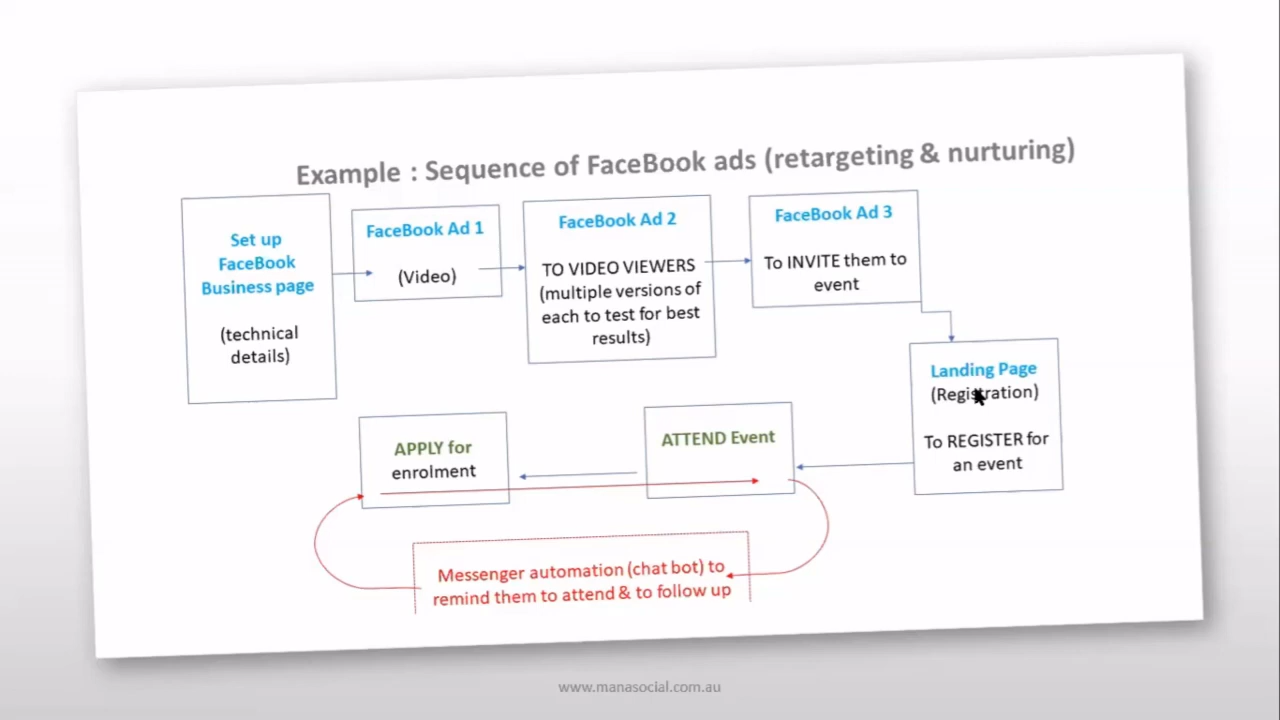 Example : Sequence of FaceBook ads (retargeting & nurturing)
Set up
FaceBook
Business page
(technical
details)
FaceBook Ad 1
(Video)
FaceBook Ad 2
TO VIDEO VIEWERS
(multiple versions of
each to test for best
results)
FaceBook Ad 3
To INVITE them to
event
Landing Page
(Registration)
To REGISTER for
an event
ATTEND Event
APPLY for
enrolment
Messenger automation (chat bot) to
remind them to attend & to follow up
www.manasocial.com.au